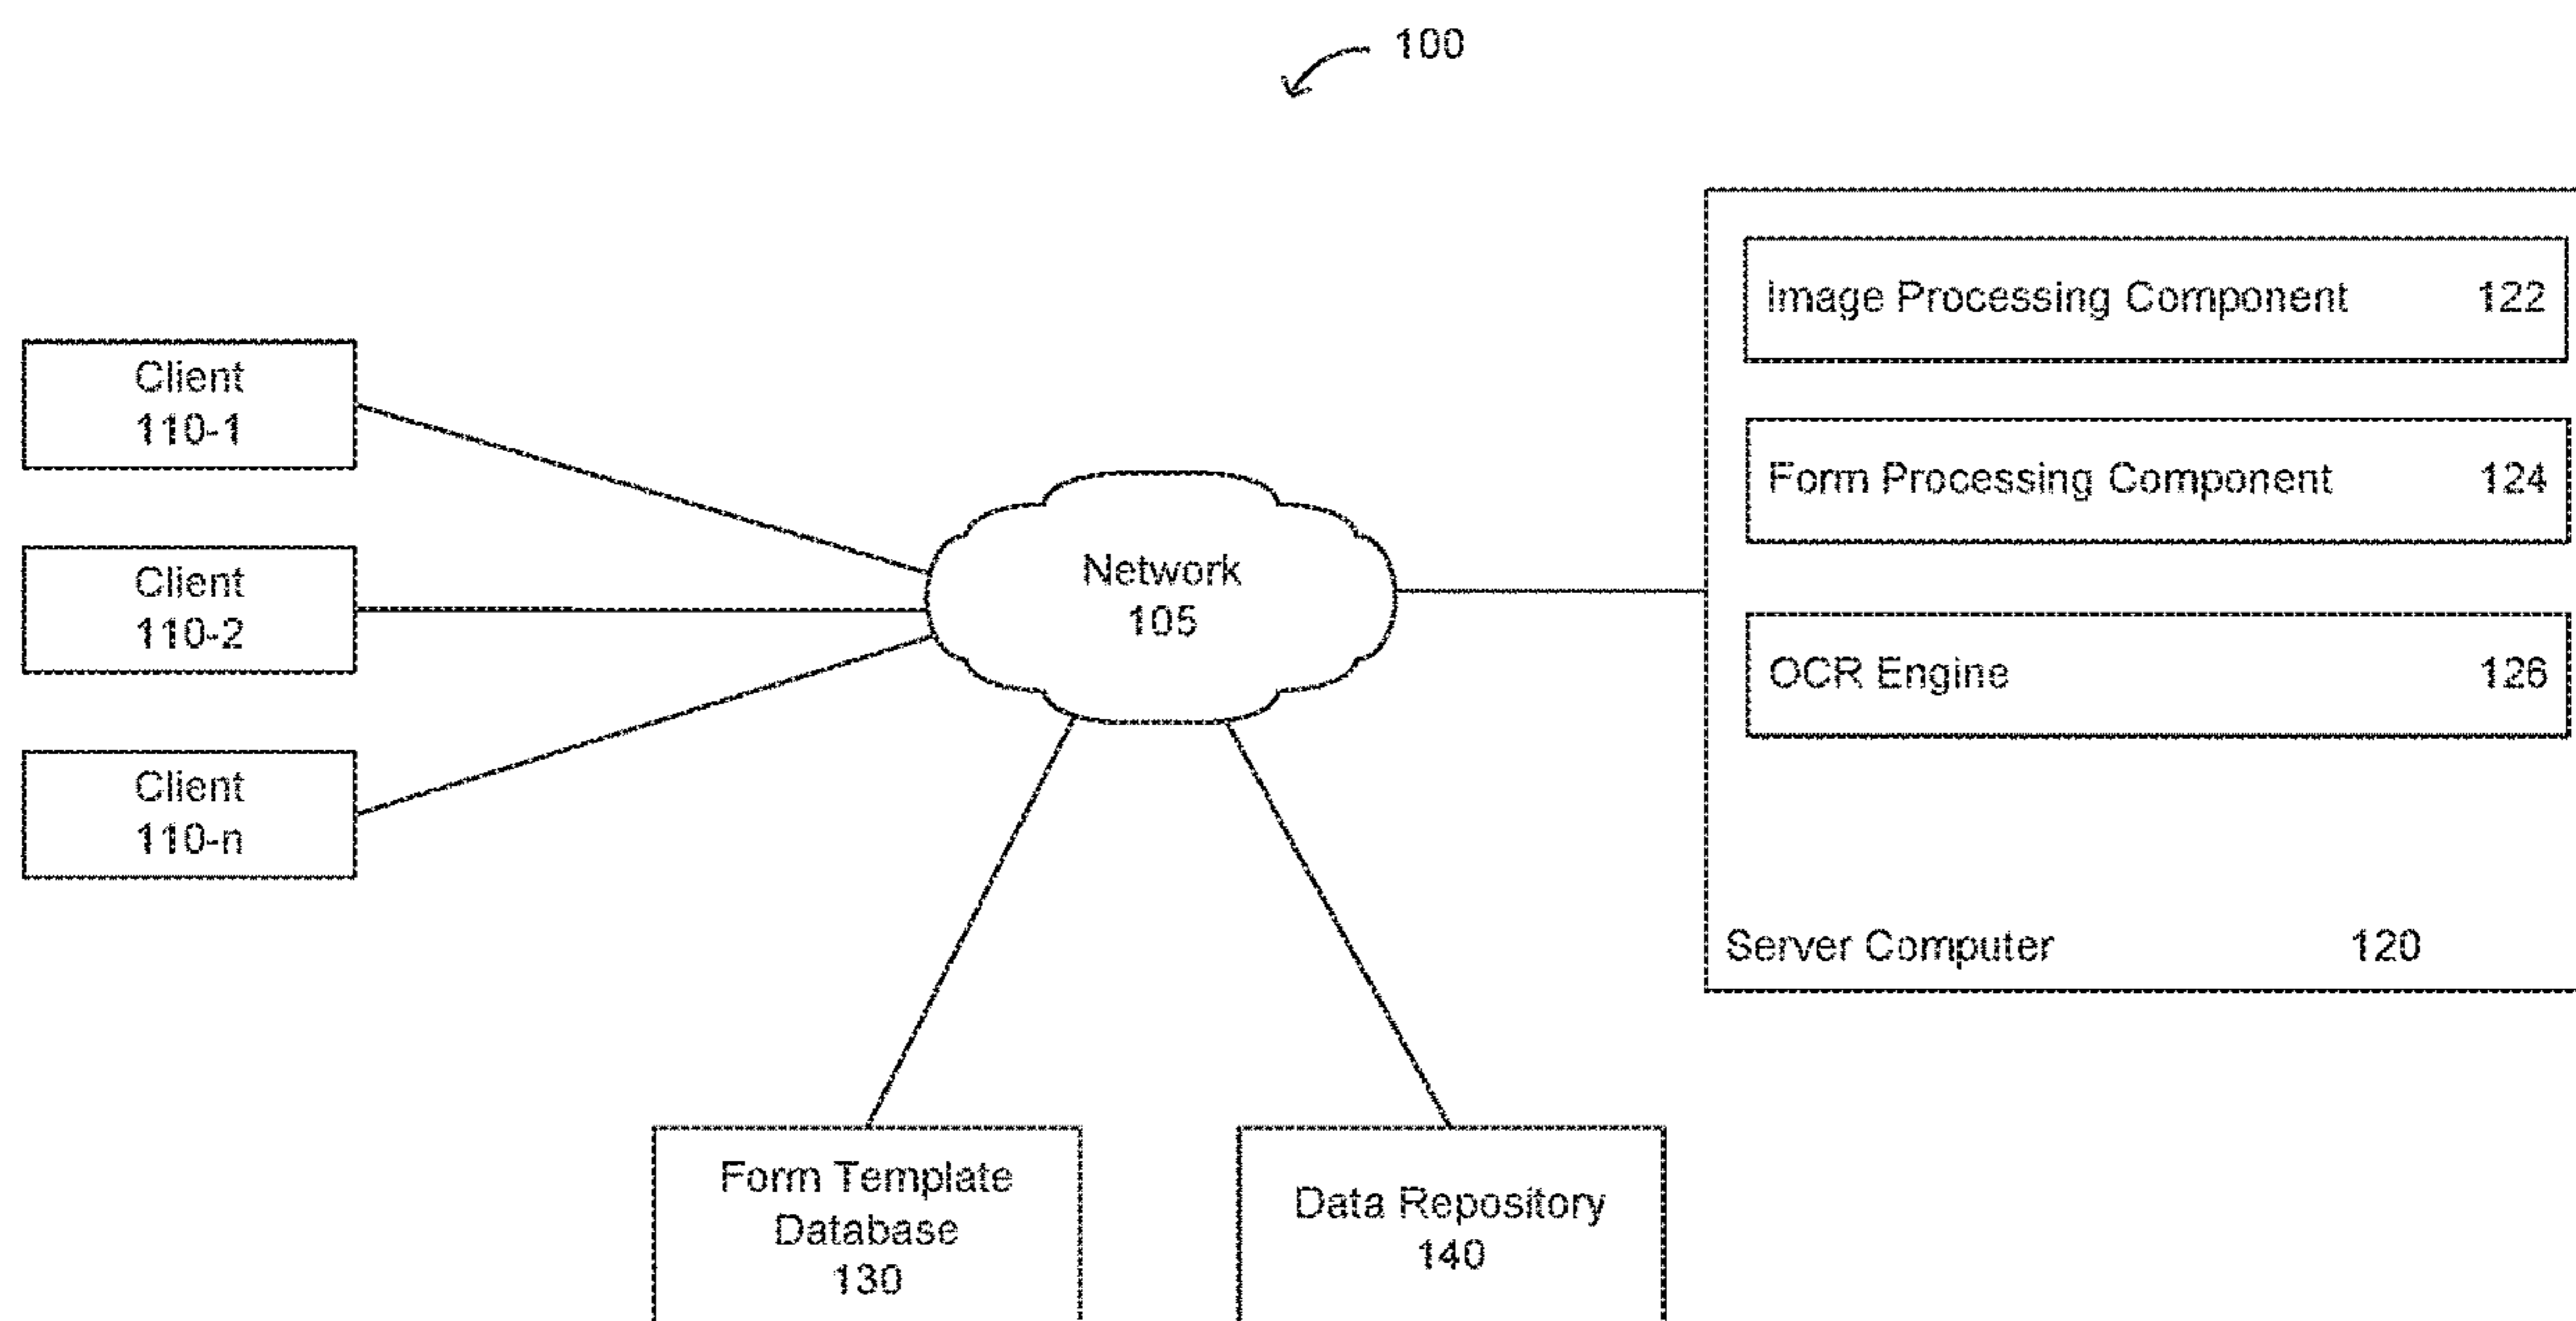 100
Image Processing Component 122
Client
110-1
Form Processing Component 124
Network
105
Client
110-2
OCR Engine 126
Client
110-n
Server Computer 120
Form Template
Database
130
Data Repository
140